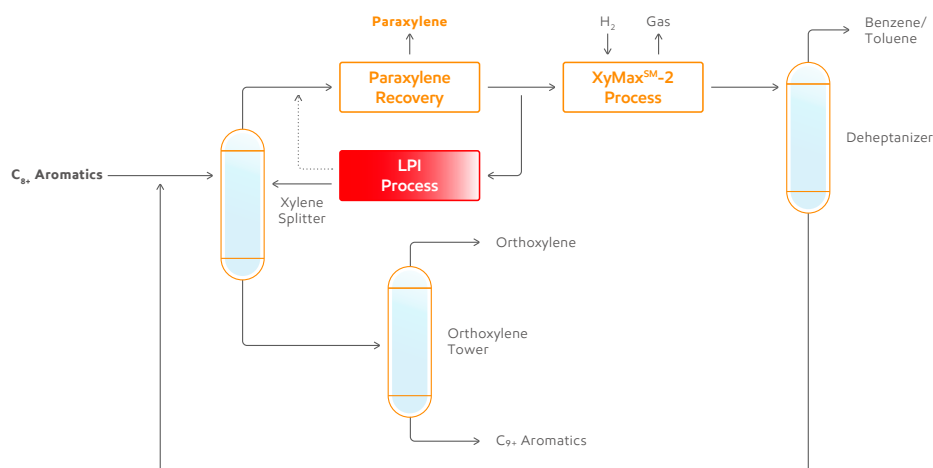 Paraxylene
H₂
Gas
Benzene/
Toluene
Paraxylene
Recovery
XyMaxˢᴹ-2
Process
Deheptanizer
C₈₊ Aromatics
LPI
Process
Xylene
Splitter
Orthoxylene
Orthoxylene
Tower
C₉₊ Aromatics